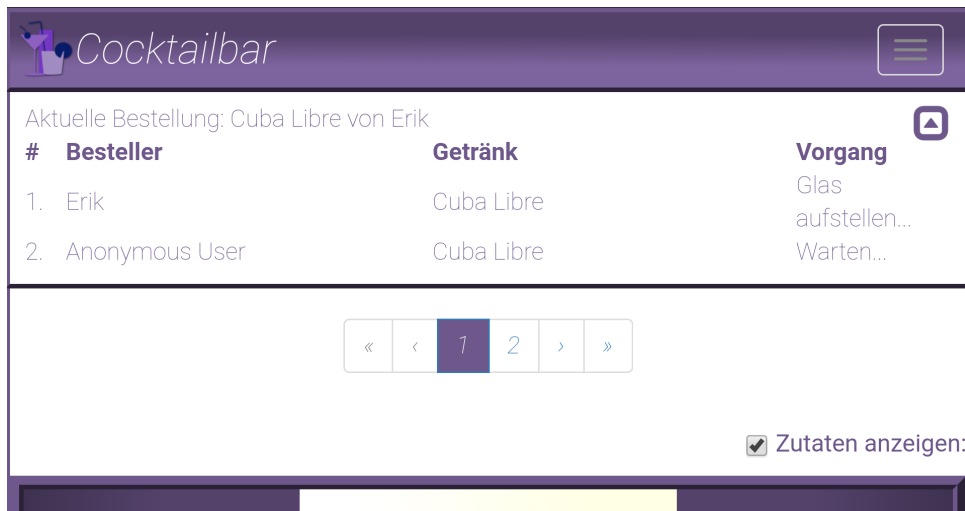 Cocktailbar
Aktuelle Bestellung: Cuba Libre von Erik
# Besteller Getränk Vorgang
1. Erik Cuba Libre Glas aufstellen...
2. Anonymous User Cuba Libre Warten...
« ‹ 1 2 › »
Zutaten anzeigen: